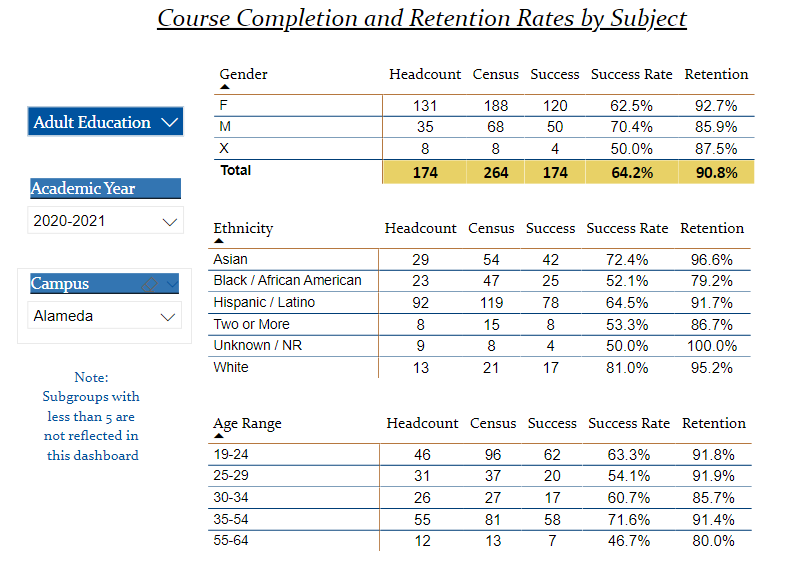 Course Completion and Retention Rates by Subject
Adult Education
Academic Year
2020-2021
Campus
Alameda
Note:
Subgroups with
less than 5 are
not reflected in
this dashboard
Gender Headcount Census Success Success Rate Retention
F 131 188 120 62.5% 92.7%
M 35 68 50 70.4% 85.9%
X 8 8 4 50.0% 87.5%
Total 174 264 174 64.2% 90.8%
Ethnicity Headcount Census Success Success Rate Retention
Asian 29 54 42 72.4% 96.6%
Black / African American 23 47 25 52.1% 79.2%
Hispanic / Latino 92 119 78 64.5% 91.7%
Two or More 8 15 8 53.3% 86.7%
Unknown / NR 9 8 4 50.0% 100.0%
White 13 21 17 81.0% 95.2%
Age Range Headcount Census Success Success Rate Retention
19-24 46 96 62 63.3% 91.8%
25-29 31 37 20 54.1% 91.9%
30-34 26 27 17 60.7% 85.7%
35-54 55 81 58 71.6% 91.4%
55-64 12 13 7 46.7% 80.0%